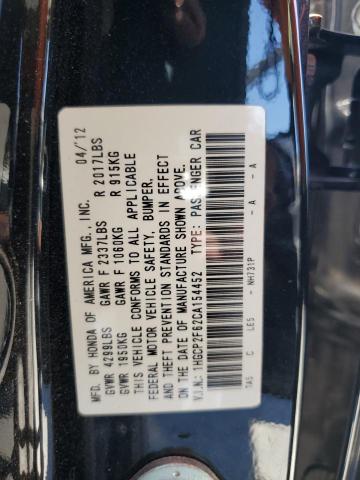 MFD. BY HONDA OF AMERICA MFG., INC. 04/'12
GVWR 4299LBS GAWR F 2337LBS R 2017LBS
GVWR 1950KG GAWR F 1060KG R 915KG
THIS VEHICLE CONFORMS TO ALL APPLICABLE
FEDERAL MOTOR VEHICLE SAFETY, BUMPER,
AND THEFT PREVENTION STANDARDS IN EFFECT
ON THE DATE OF MANUFACTURE SHOWN ABOVE.
V.I.N.: 1HGCP2F62CA154452 TYPE: PASSENGER CAR
TA5 C LE5 - NH731P - A - A